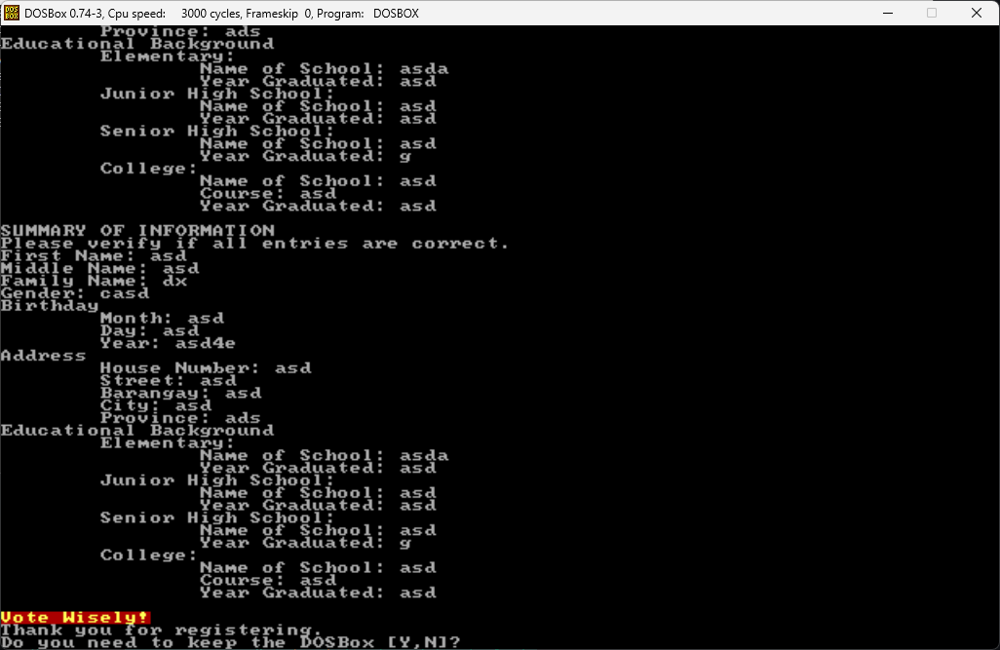 DOSBox 0.74-3, Cpu speed: 3000 cycles, Frameskip 0, Program: DOSBOX
Province: ads
Educational Background
Elementary:
Name of School: asda
Year Graduated: asd
Junior High School:
Name of School: asd
Year Graduated: asd
Senior High School:
Name of School: asd
Year Graduated: g
College:
Name of School: asd
Course: asd
Year Graduated: asd
SUMMARY OF INFORMATION
Please verify if all entries are correct.
First Name: asd
Middle Name: asd
Family Name: dx
Gender: casd
Birthday
Month: asd
Day: asd
Year: asd4e
Address
House Number: asd
Street: asd
Barangay: asd
City: asd
Province: ads
Educational Background
Elementary:
Name of School: asda
Year Graduated: asd
Junior High School:
Name of School: asd
Year Graduated: asd
Senior High School:
Name of School: asd
Year Graduated: g
College:
Name of School: asd
Course: asd
Year Graduated: asd
Vote Wisely!
Thank you for registering.
Do you need to keep the DOSBox [Y,N]?